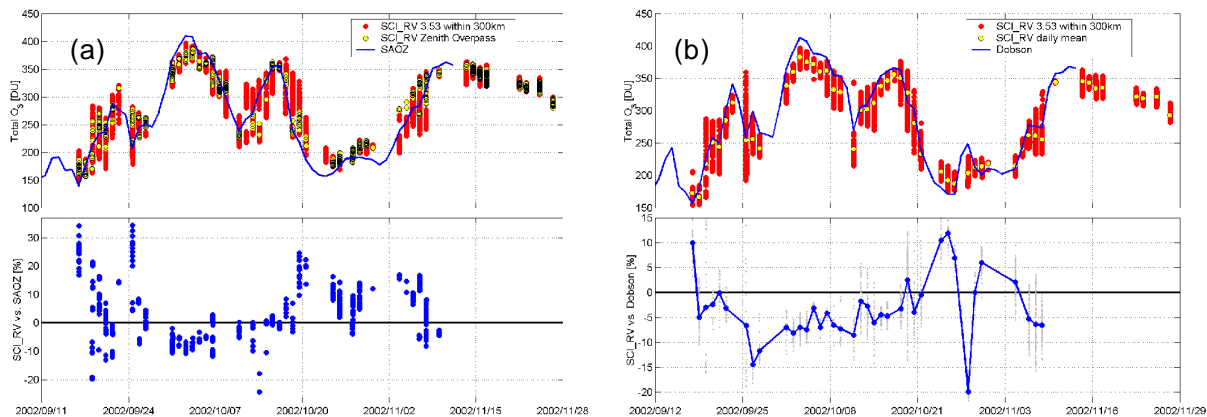 (a)
SCI_RV 3.53 within 300km
SCI_RV Zenith Overpass
SAOZ
Total O3 [DU]
450
400
350
300
250
200
150
100
SCI_RV vs. SAOZ [%]
30
20
10
0
-10
-20
2002/09/11 2002/09/24 2002/10/07 2002/10/20 2002/11/02 2002/11/15 2002/11/28
(b)
SCI_RV 3.53 within 300km
SCI_RV daily mean
Dobson
Total O3 [DU]
450
400
350
300
250
200
150
SCI_RV vs. Dobson [%]
15
10
5
0
-5
-10
-15
-20
2002/09/12 2002/09/25 2002/10/08 2002/10/21 2002/11/03 2002/11/16 2002/11/29